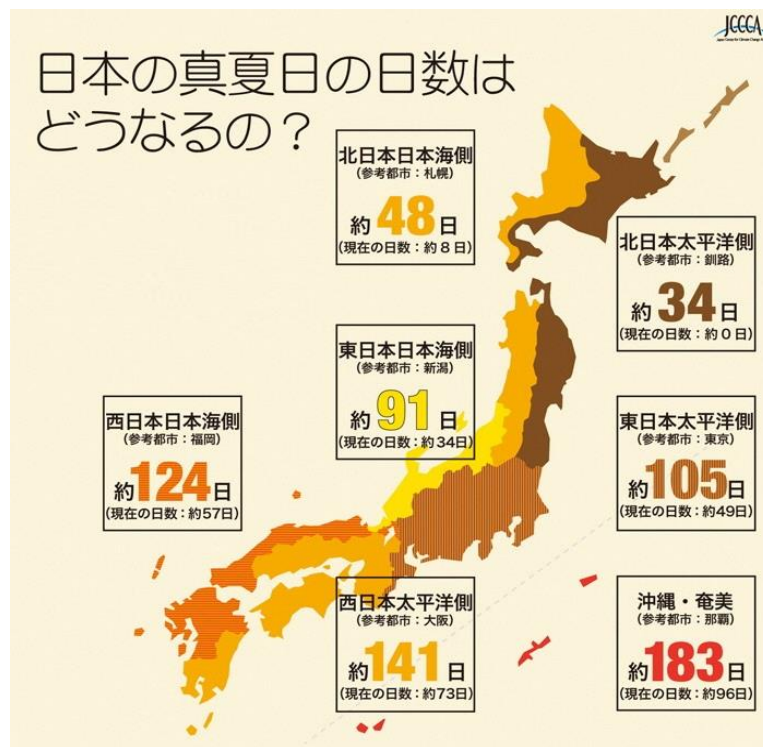 JCCCA
Japan Center for Climate Change Actions
日本の真夏日の日数は
どうなるの？
北日本日本海側
(参考都市：札幌)
約48日
(現在の日数：約8日)
北日本太平洋側
(参考都市：釧路)
約34日
(現在の日数：約0日)
東日本日本海側
(参考都市：新潟)
約91日
(現在の日数：約34日)
西日本日本海側
(参考都市：福岡)
約124日
(現在の日数：約57日)
東日本太平洋側
(参考都市：東京)
約105日
(現在の日数：約49日)
西日本太平洋側
(参考都市：大阪)
約141日
(現在の日数：約73日)
沖縄・奄美
(参考都市：那覇)
約183日
(現在の日数：約96日)